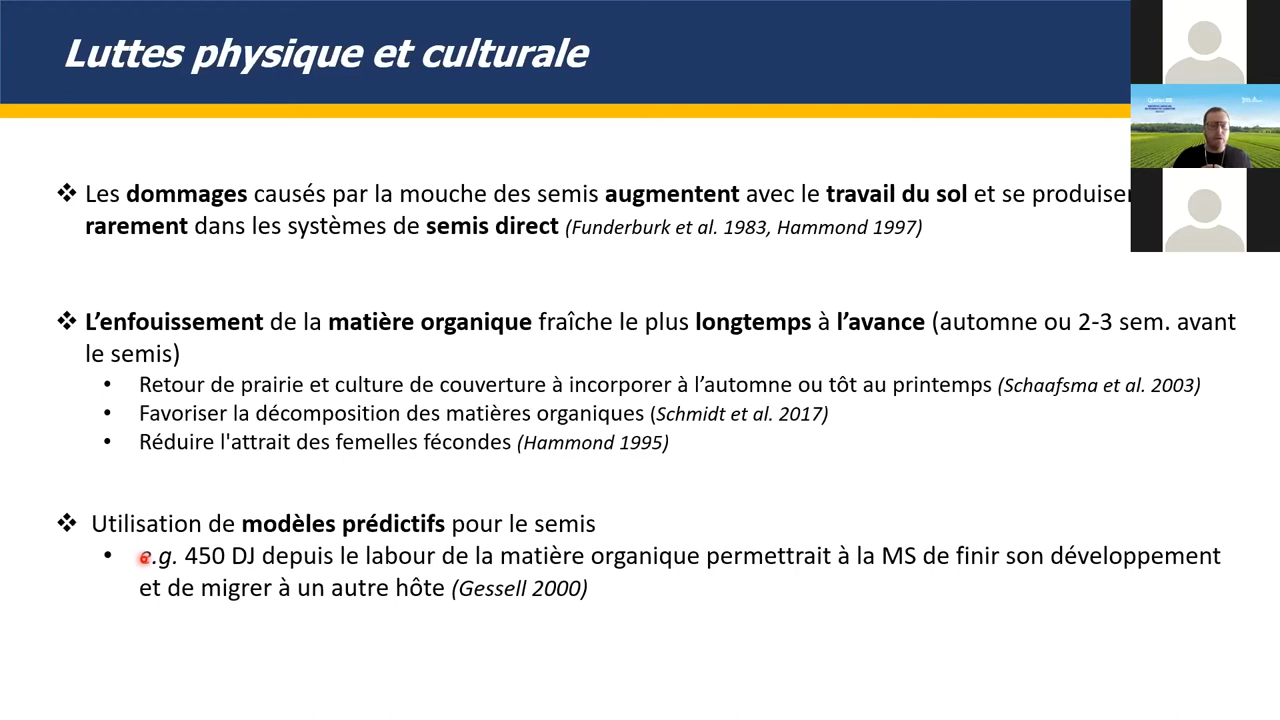 Luttes physique et culturale
❖ Les dommages causés par la mouche des semis augmentent avec le travail du sol et se produiser
rarement dans les systèmes de semis direct (Funderburk et al. 1983, Hammond 1997)
❖ L’enfouissement de la matière organique fraîche le plus longtemps à l’avance (automne ou 2-3 sem. avant
le semis)
• Retour de prairie et culture de couverture à incorporer à l’automne ou tôt au printemps (Schaafsma et al. 2003)
• Favoriser la décomposition des matières organiques (Schmidt et al. 2017)
• Réduire l'attrait des femelles fécondes (Hammond 1995)
❖ Utilisation de modèles prédictifs pour le semis
• e.g. 450 DJ depuis le labour de la matière organique permettrait à la MS de finir son développement
et de migrer à un autre hôte (Gessell 2000)
Québec